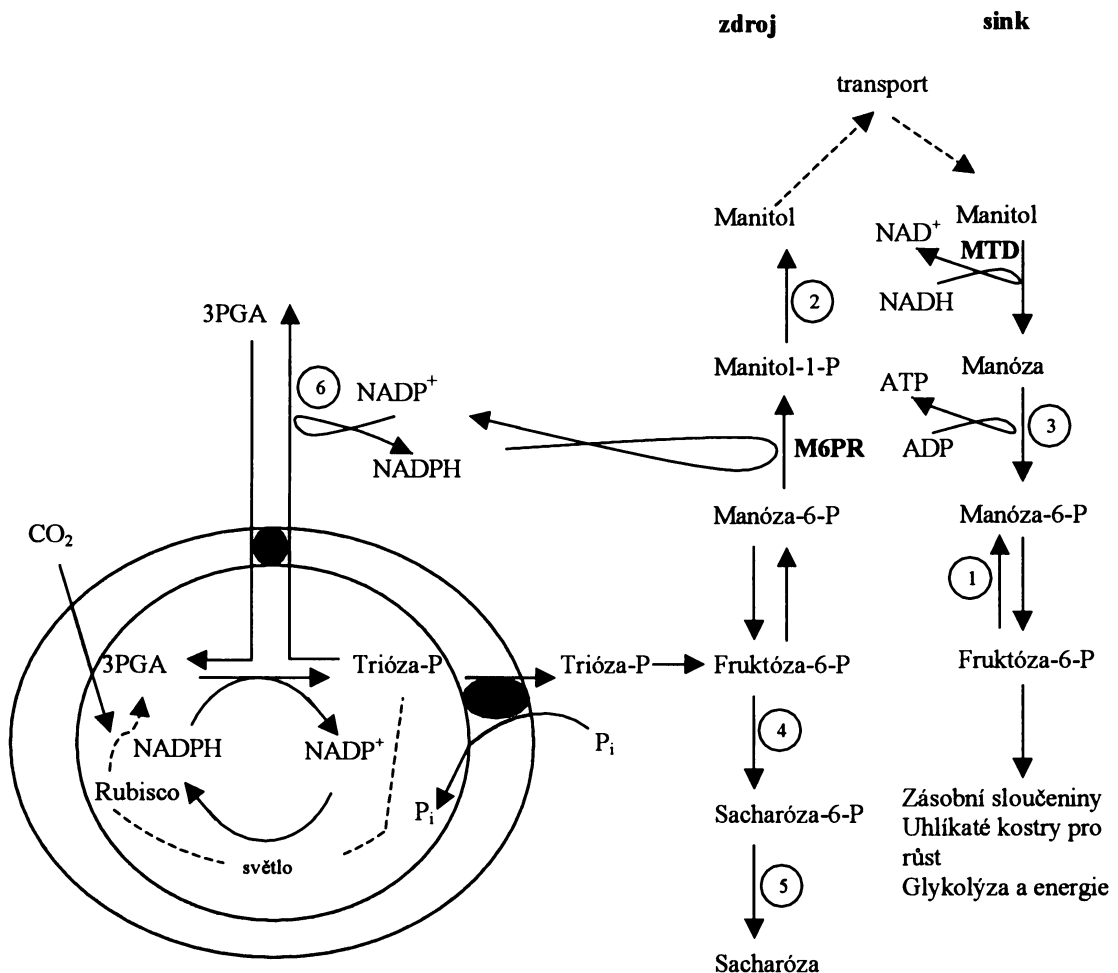 zdroj
sink
transport
Manitol
Manitol
NAD⁺
MTD
NADH
2
3PGA
6
NADP⁺
NADPH
Manitol-1-P
Manóza
ATP
ADP
3
M6PR
Manóza-6-P
Manóza-6-P
CO₂
1
3PGA
Trióza-P
Trióza-P
Fruktóza-6-P
Fruktóza-6-P
NADPH
NADP⁺
Pᵢ
4
Rubisco
Pᵢ
světlo
Sacharóza-6-P
5
Sacharóza
Zásobní sloučeniny
Uhlíkaté kostry pro
růst
Glykolýza a energie